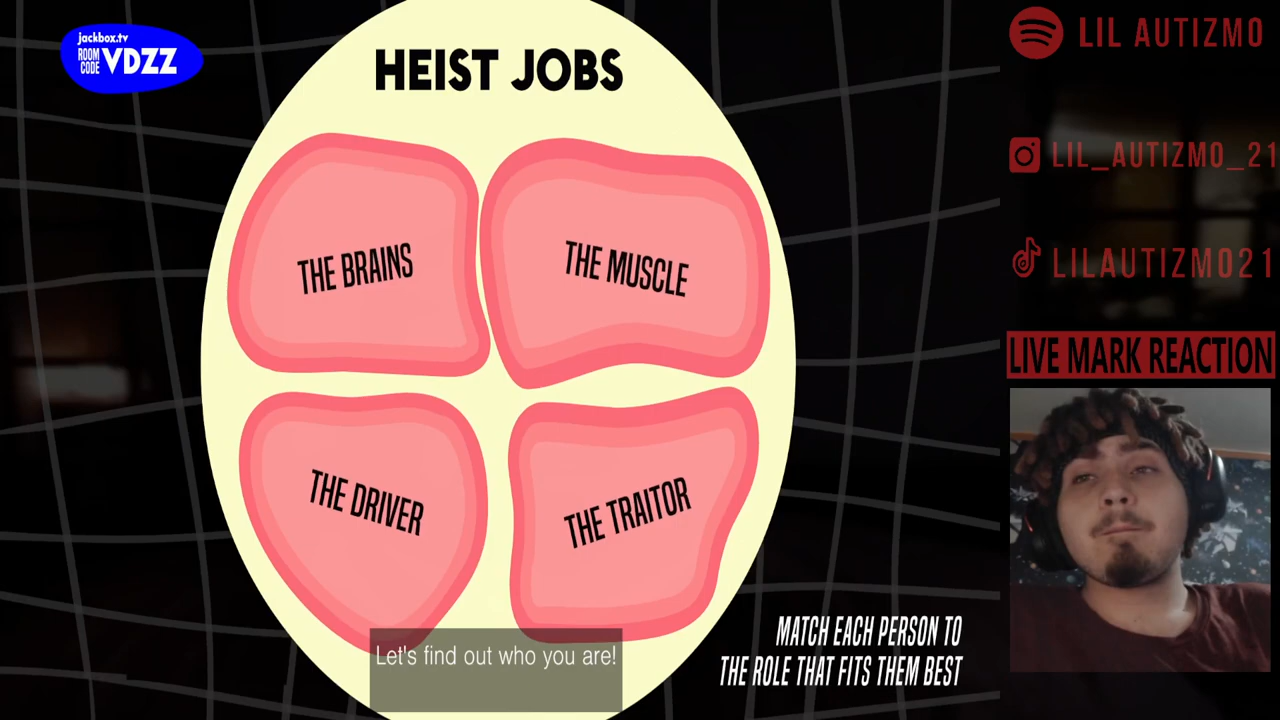 jackbox.tv
ROOM
CODE
VDZZ
HEIST JOBS
THE BRAINS
THE MUSCLE
THE DRIVER
THE TRAITOR
Let's find out who you are!
MATCH EACH PERSON TO
THE ROLE THAT FITS THEM BEST
LIL AUTIZMO
LIL_AUTIZMO_21
LILAUTIZMO21
LIVE MARK REACTION